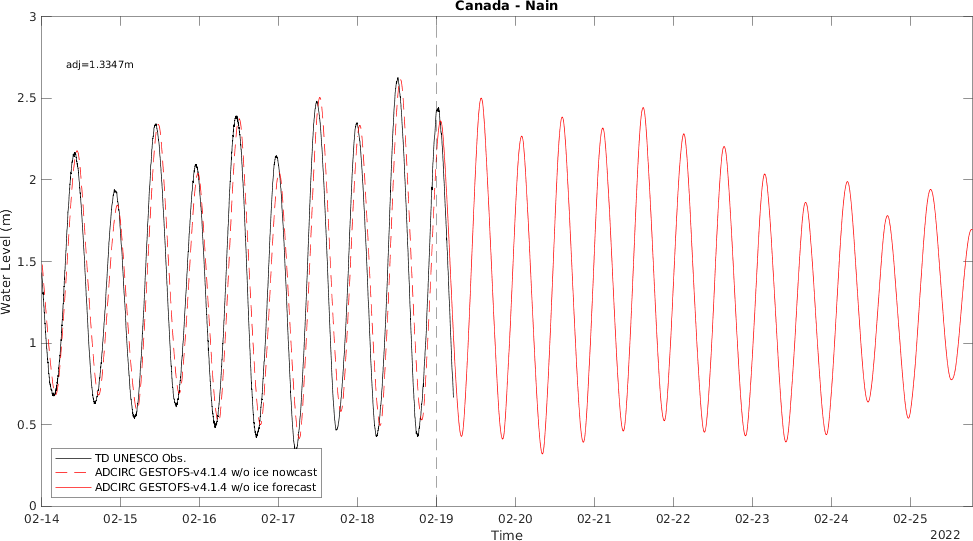 Canada - Nain
adj=1.3347m
3
2.5
2
1.5
1
0.5
0
Water Level (m)
TD UNESCO Obs.
ADCIRC GESTOFS-v4.1.4 w/o ice nowcast
ADCIRC GESTOFS-v4.1.4 w/o ice forecast
02-14 02-15 02-16 02-17 02-18 02-19 02-20 02-21 02-22 02-23 02-24 02-25
Time
2022